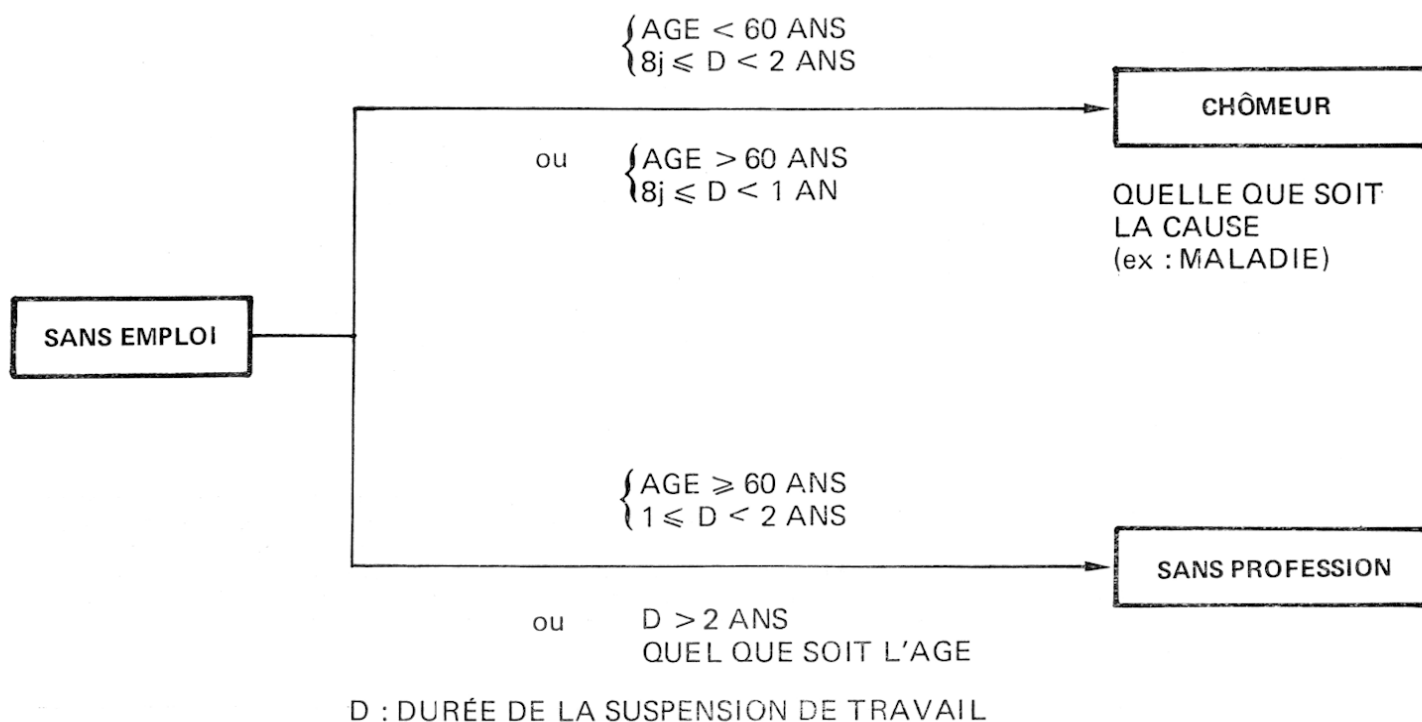 AGE < 60 ANS
8j ⩽ D < 2 ANS
CHÔMEUR
ou
AGE > 60 ANS
8j ⩽ D < 1 AN
QUELLE QUE SOIT
LA CAUSE
(ex : MALADIE)
SANS EMPLOI
AGE ⩾ 60 ANS
1 ⩽ D < 2 ANS
SANS PROFESSION
ou
D > 2 ANS
QUEL QUE SOIT L'AGE
D : DURÉE DE LA SUSPENSION DE TRAVAIL